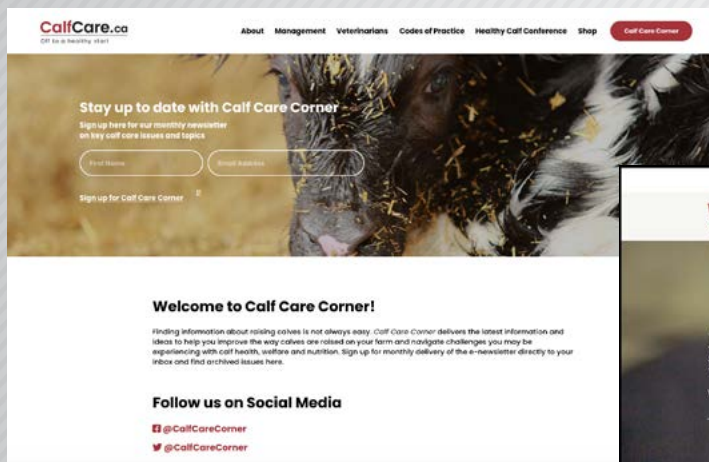 CalfCare.ca
Off to a healthy start
About Management Veterinarians Codes of Practice Healthy Calf Conference Shop Calf Care Corner
Stay up to date with Calf Care Corner
Sign up here for our monthly newsletter
on key calf care issues and topics
First Name Email Address
Sign up for Calf Care Corner
Welcome to Calf Care Corner!
Finding information about raising calves is not always easy. Calf Care Corner delivers the latest information and
ideas to help you improve the way calves are raised on your farm and navigate challenges you may be
experiencing with calf health, welfare and nutrition. Sign up for monthly delivery of the e-newsletter directly to your
inbox and find archived issues here.
Follow us on Social Media
@CalfCareCorner
@CalfCareCorner